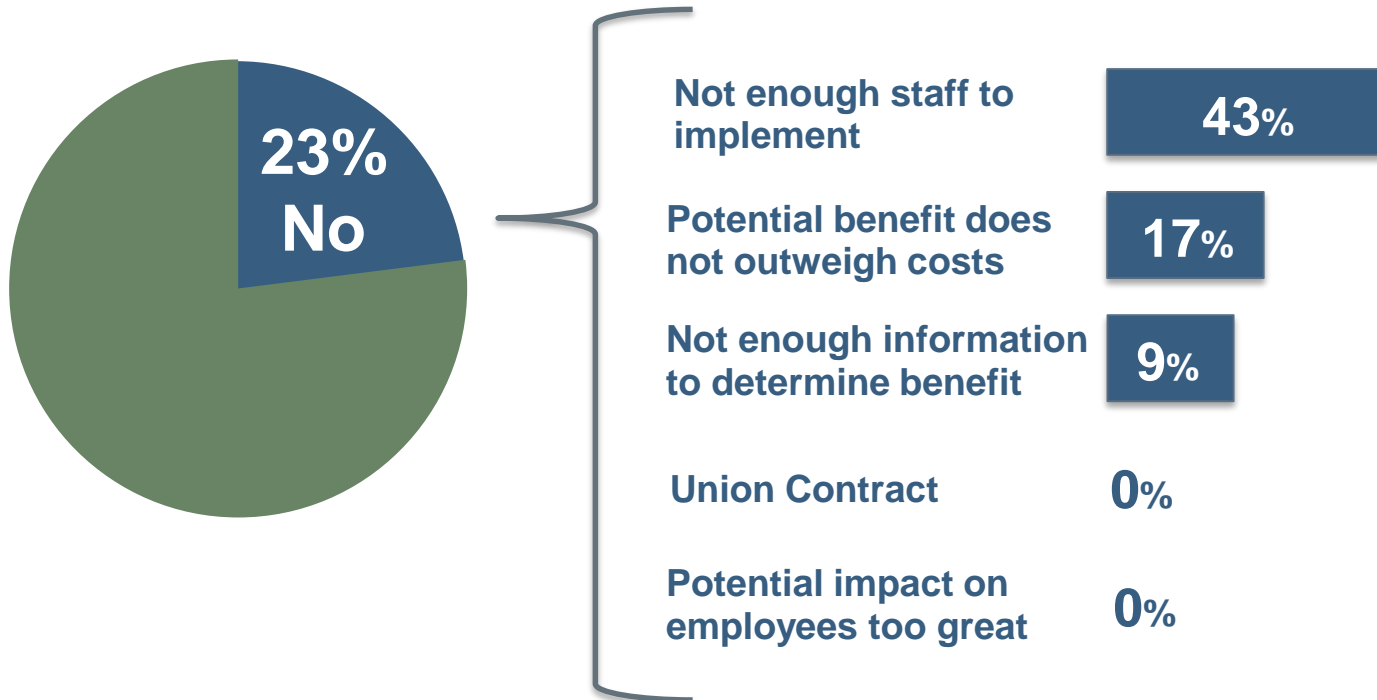 23%
No
Not enough staff to
implement
43%
Potential benefit does
not outweigh costs
17%
Not enough information
to determine benefit
9%
Union Contract
0%
Potential impact on
employees too great
0%